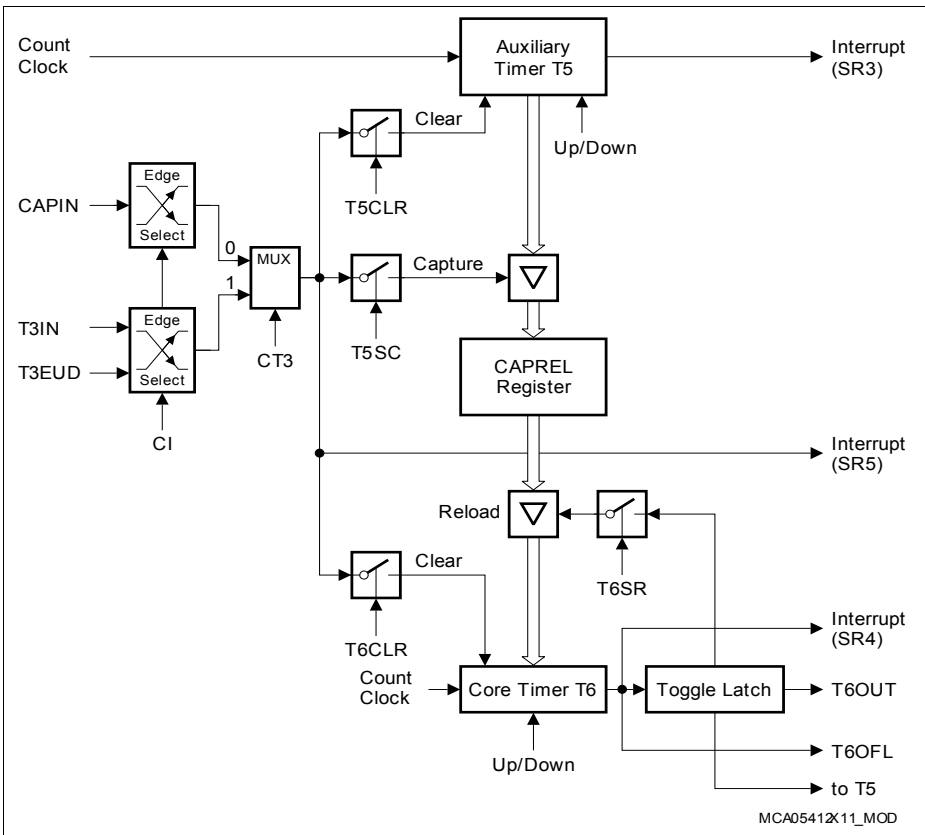 Count
Clock
Auxiliary
Timer T5
Interrupt
(SR3)
Clear
Up/Down
T5CLR
Edge
Select
CAPIN
0
1
MUX
CT3
Capture
T5SC
T3IN
T3EUD
Edge
Select
CI
CAPREL
Register
Interrupt
(SR5)
Reload
T6SR
Clear
T6CLR
Interrupt
(SR4)
Count
Clock
Core Timer T6
Toggle Latch
T6OUT
Up/Down
T6OFL
to T5
MCA05412X11_MOD